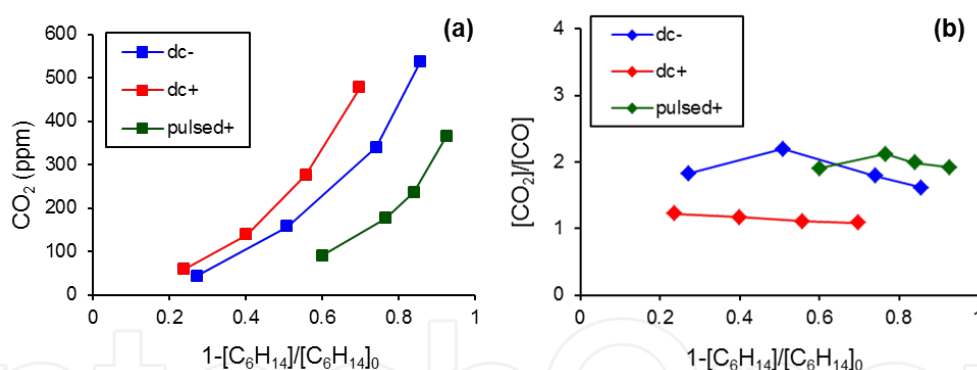 (a)
dc-
dc+
pulsed+
CO₂ (ppm)
600
500
400
300
200
100
0
0 0.2 0.4 0.6 0.8 1
1-[C₆H₁₄]/[C₆H₁₄]₀
(b)
dc-
dc+
pulsed+
[CO₂]/[CO]
4
3
2
1
0
0 0.2 0.4 0.6 0.8 1
1-[C₆H₁₄]/[C₆H₁₄]₀